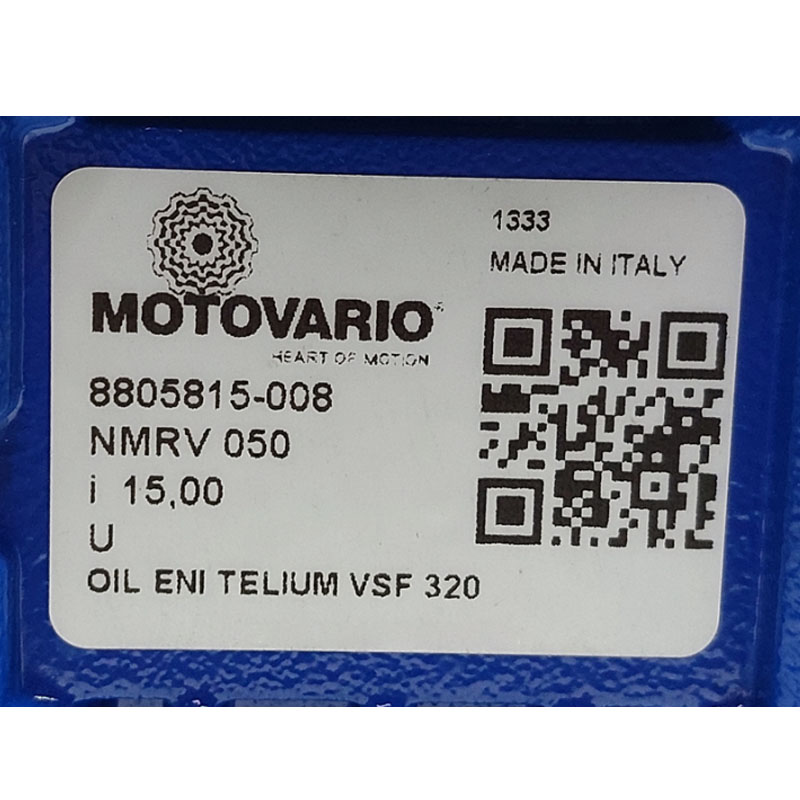 MOTOVARIO
HEART OF MOTION
8805815-008
NMRV 050
i 15,00
U
OIL ENI TELIUM VSF 320
1333
MADE IN ITALY